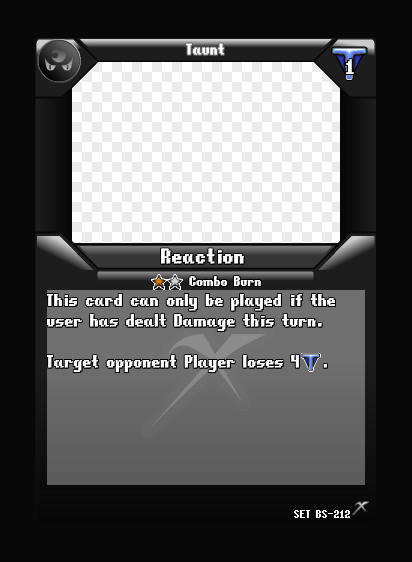 Taunt
1
Reaction
Combo Burn
This card can only be played if the
user has dealt Damage this turn.
Target opponent Player loses 4 T.
SET BS-212